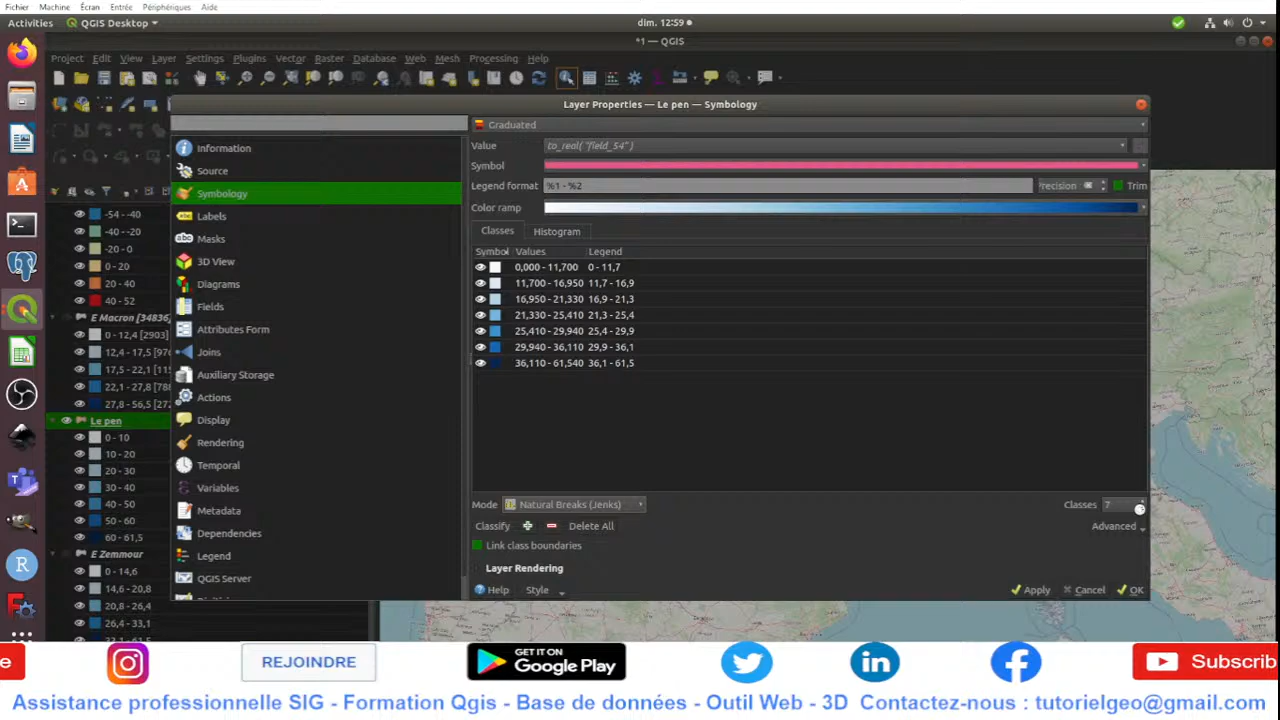 Fichier Machine Écran Entrée Périphériques Aide
Activities QGIS Desktop dim. 12:59
*1 — QGIS
Project Edit View Layer Settings Plugins Vector Raster Database Web Mesh Processing Help
Layer Properties — Le pen — Symbology
Graduated
Information
Source
Symbology
Labels
Masks
3D View
Diagrams
Fields
Attributes Form
Joins
Auxiliary Storage
Actions
Display
Rendering
Temporal
Variables
Metadata
Dependencies
Legend
QGIS Server
Value to_real( "field_54" )
Symbol
Legend format %1 - %2 Precision Trim
Color ramp
Classes Histogram
Symbol Values Legend
0,000 - 11,700 0 - 11,7
11,700 - 16,950 11,7 - 16,9
16,950 - 21,330 16,9 - 21,3
21,330 - 25,410 21,3 - 25,4
25,410 - 29,940 25,4 - 29,9
29,940 - 36,110 29,9 - 36,1
36,110 - 61,540 36,1 - 61,5
Mode Natural Breaks (Jenks) Classes 7
Classify Delete All Advanced
Link class boundaries
Layer Rendering
Help Style Apply Cancel OK
-54 - -40
-40 - -20
-20 - 0
0 - 20
20 - 40
40 - 52
E Macron [34836
0 - 12,4 [2903]
12,4 - 17,5 [97
17,5 - 22,1 [11
22,1 - 27,8 [788
27,8 - 56,5 [272
Le pen
0 - 10
10 - 20
20 - 30
30 - 40
40 - 50
50 - 60
60 - 61,5
E Zemmour
0 - 14,6
14,6 - 20,8
20,8 - 26,4
26,4 - 33,1
33,1 - 61,5
e REJOINDRE GET IT ON Google Play Subscrib
Assistance professionnelle SIG - Formation Qgis - Base de données - Outil Web - 3D Contactez-nous : tutorielgeo@gmail.com